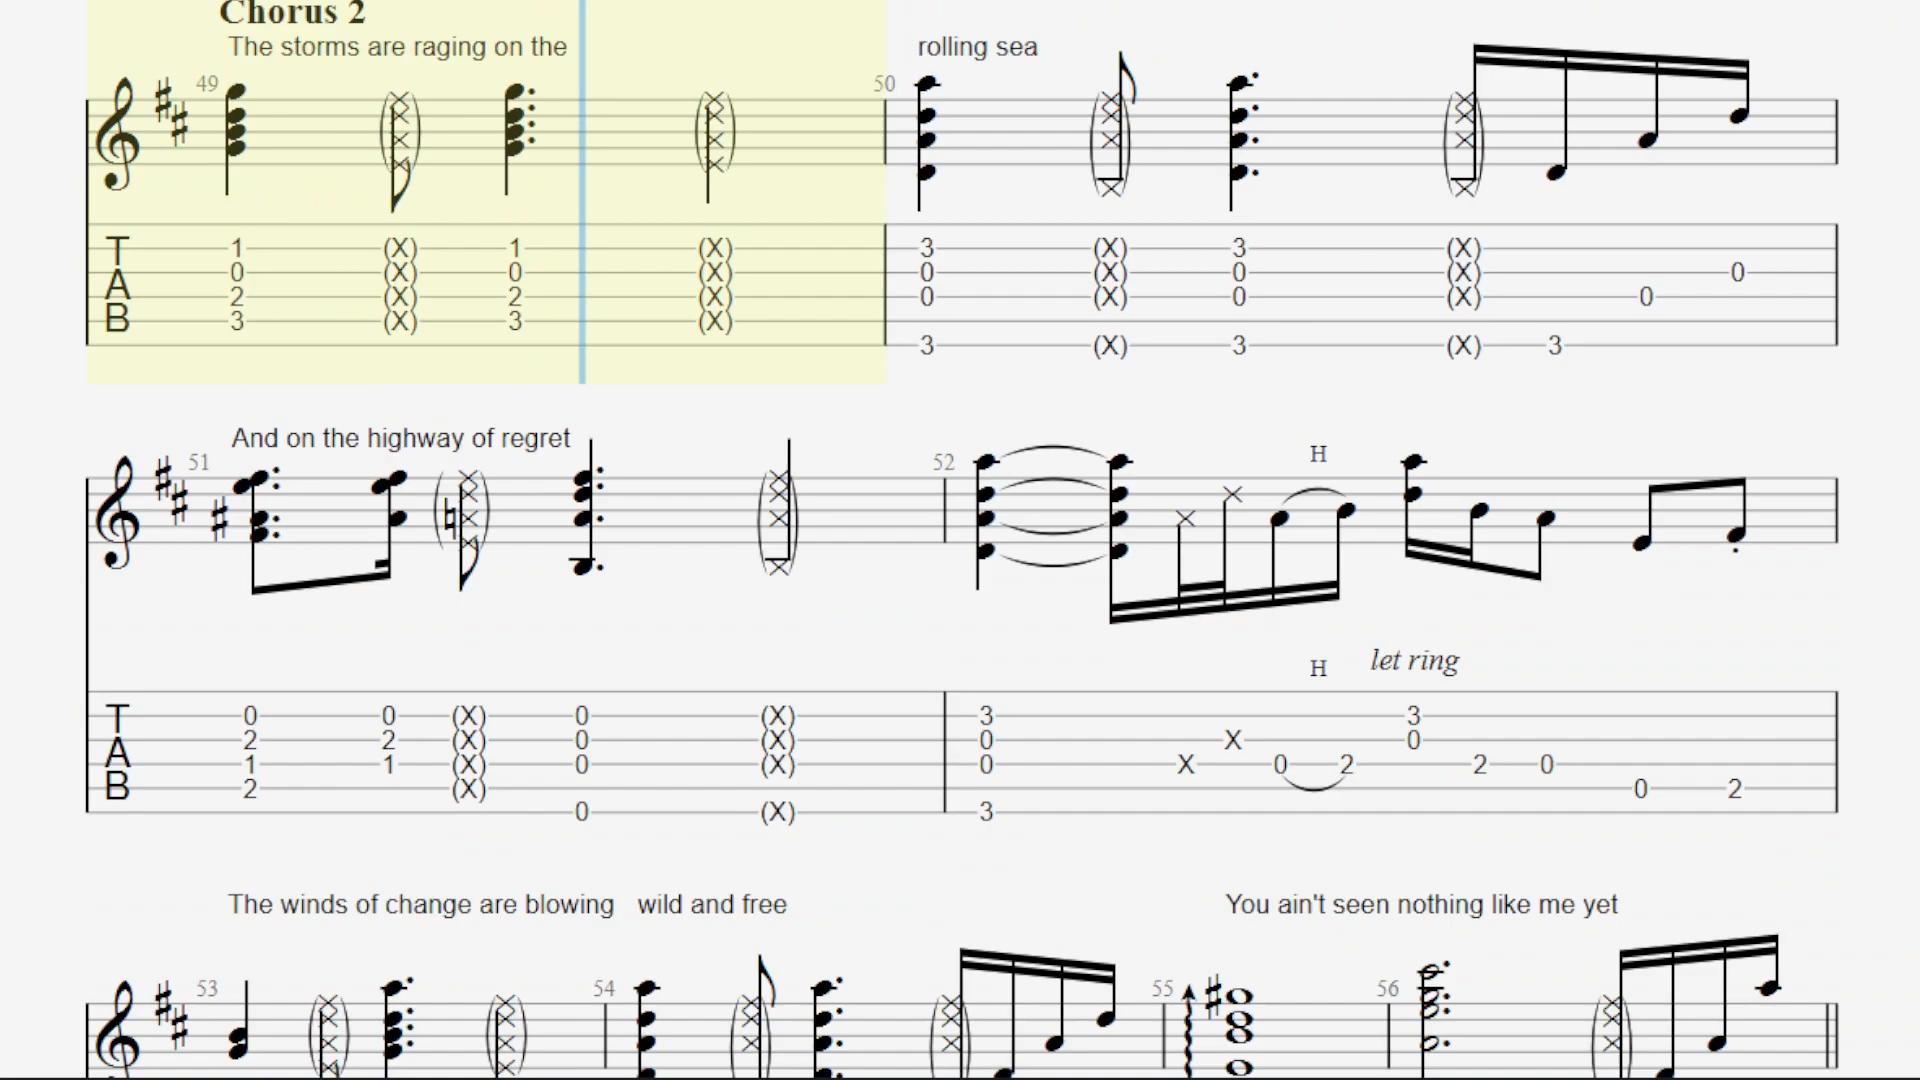 Chorus 2
The storms are raging on the rolling sea
49 50
T A B
1 (X) 1 (X) 3 (X) 3 (X)
0 (X) 0 (X) 0 (X) 0 (X) 0
2 (X) 2 (X) 0 (X) 0 (X) 0
3 (X) 3 (X)
3 (X) 3 (X) 3
And on the highway of regret
51 52 H
H let ring
T A B
0 0 (X) 0 (X) 3 3
2 2 (X) 0 (X) 0 X 0
1 1 (X) 0 (X) 0 X 0 2 2 0
2 (X) 0 2
0 (X) 3
The winds of change are blowing wild and free You ain't seen nothing like me yet
53 54 55 56